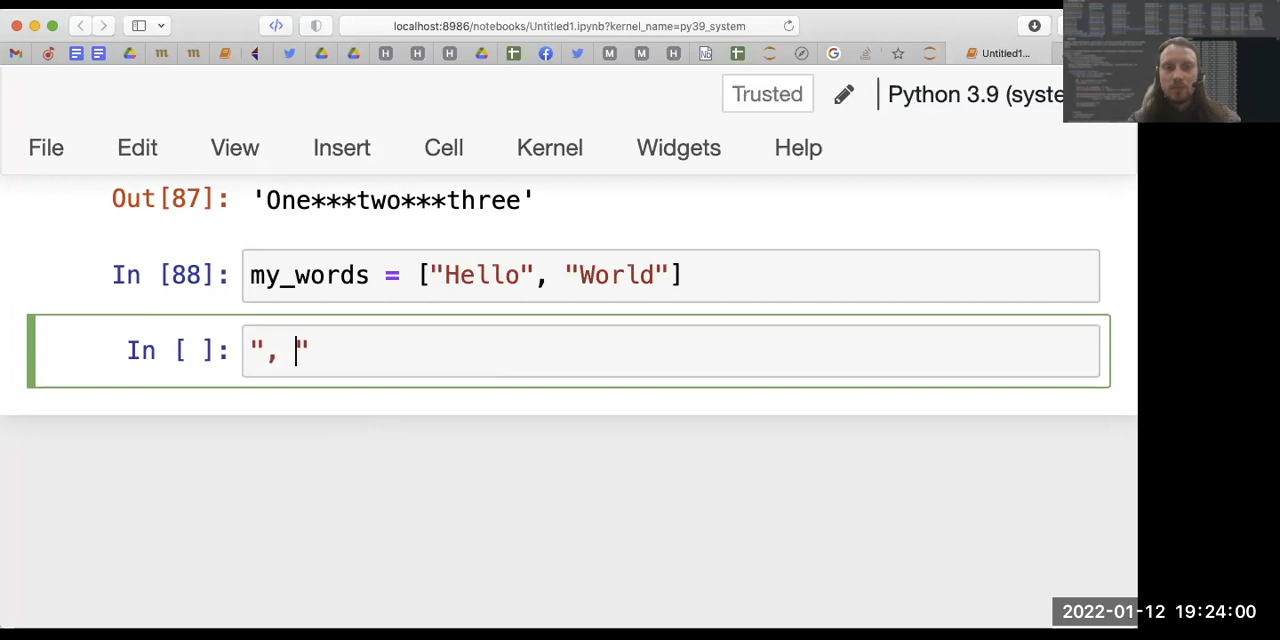 localhost:8986/notebooks/Untitled1.ipynb?kernel_name=py39_system
Untitled1...
Trusted
Python 3.9 (syste
File Edit View Insert Cell Kernel Widgets Help
Out[87]: 'One***two***three'
In [88]: my_words = ["Hello", "World"]
In [ ]: ", "
2022-01-12 19:24:00